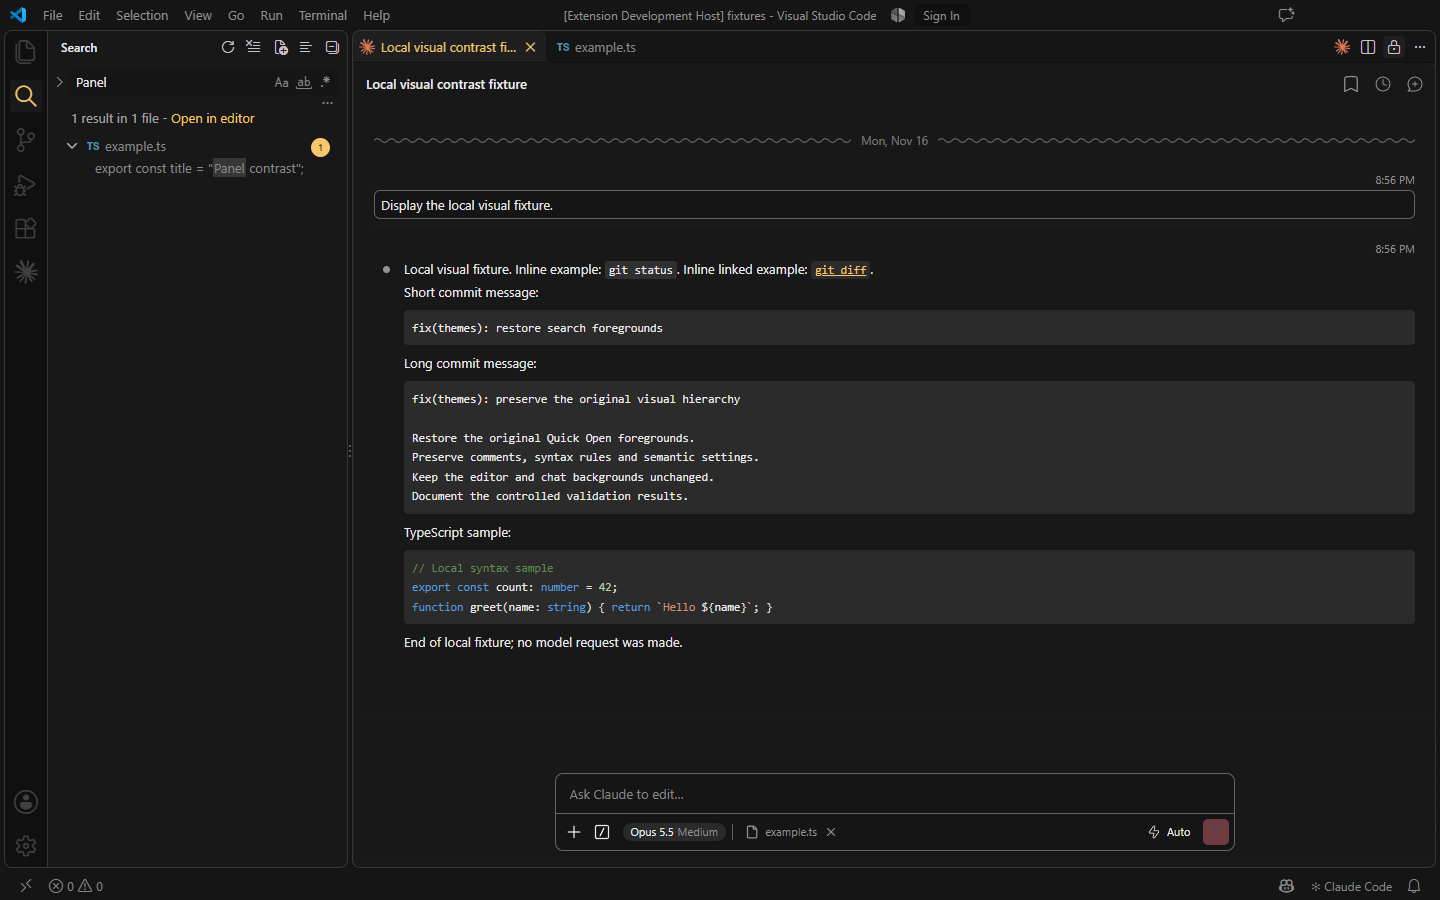 File Edit Selection View Go Run Terminal Help
[Extension Development Host] fixtures - Visual Studio Code
Sign In
Search
Panel
Aa ab .*
1 result in 1 file - Open in editor
TS example.ts 1
export const title = "Panel contrast";
Local visual contrast fi...
TS example.ts
Local visual contrast fixture
Mon, Nov 16
8:56 PM
Display the local visual fixture.
8:56 PM
Local visual fixture. Inline example: git status. Inline linked example: git diff.
Short commit message:
fix(themes): restore search foregrounds
Long commit message:
fix(themes): preserve the original visual hierarchy
Restore the original Quick Open foregrounds.
Preserve comments, syntax rules and semantic settings.
Keep the editor and chat backgrounds unchanged.
Document the controlled validation results.
TypeScript sample:
// Local syntax sample
export const count: number = 42;
function greet(name: string) { return `Hello ${name}`; }
End of local fixture; no model request was made.
Ask Claude to edit...
Opus 5.5 Medium
example.ts
Auto
0 0
Claude Code